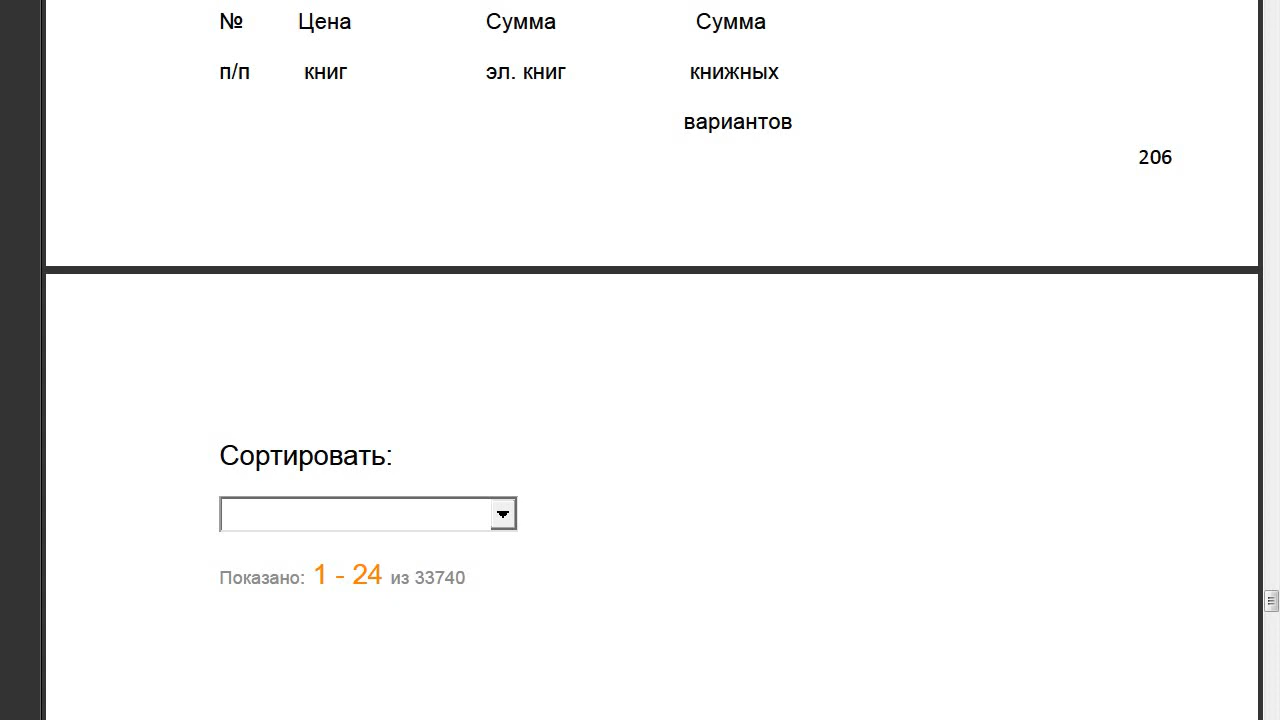 № Цена Сумма Сумма
п/п книг эл. книг книжных
вариантов
206
Сортировать:
Показано: 1 - 24 из 33740